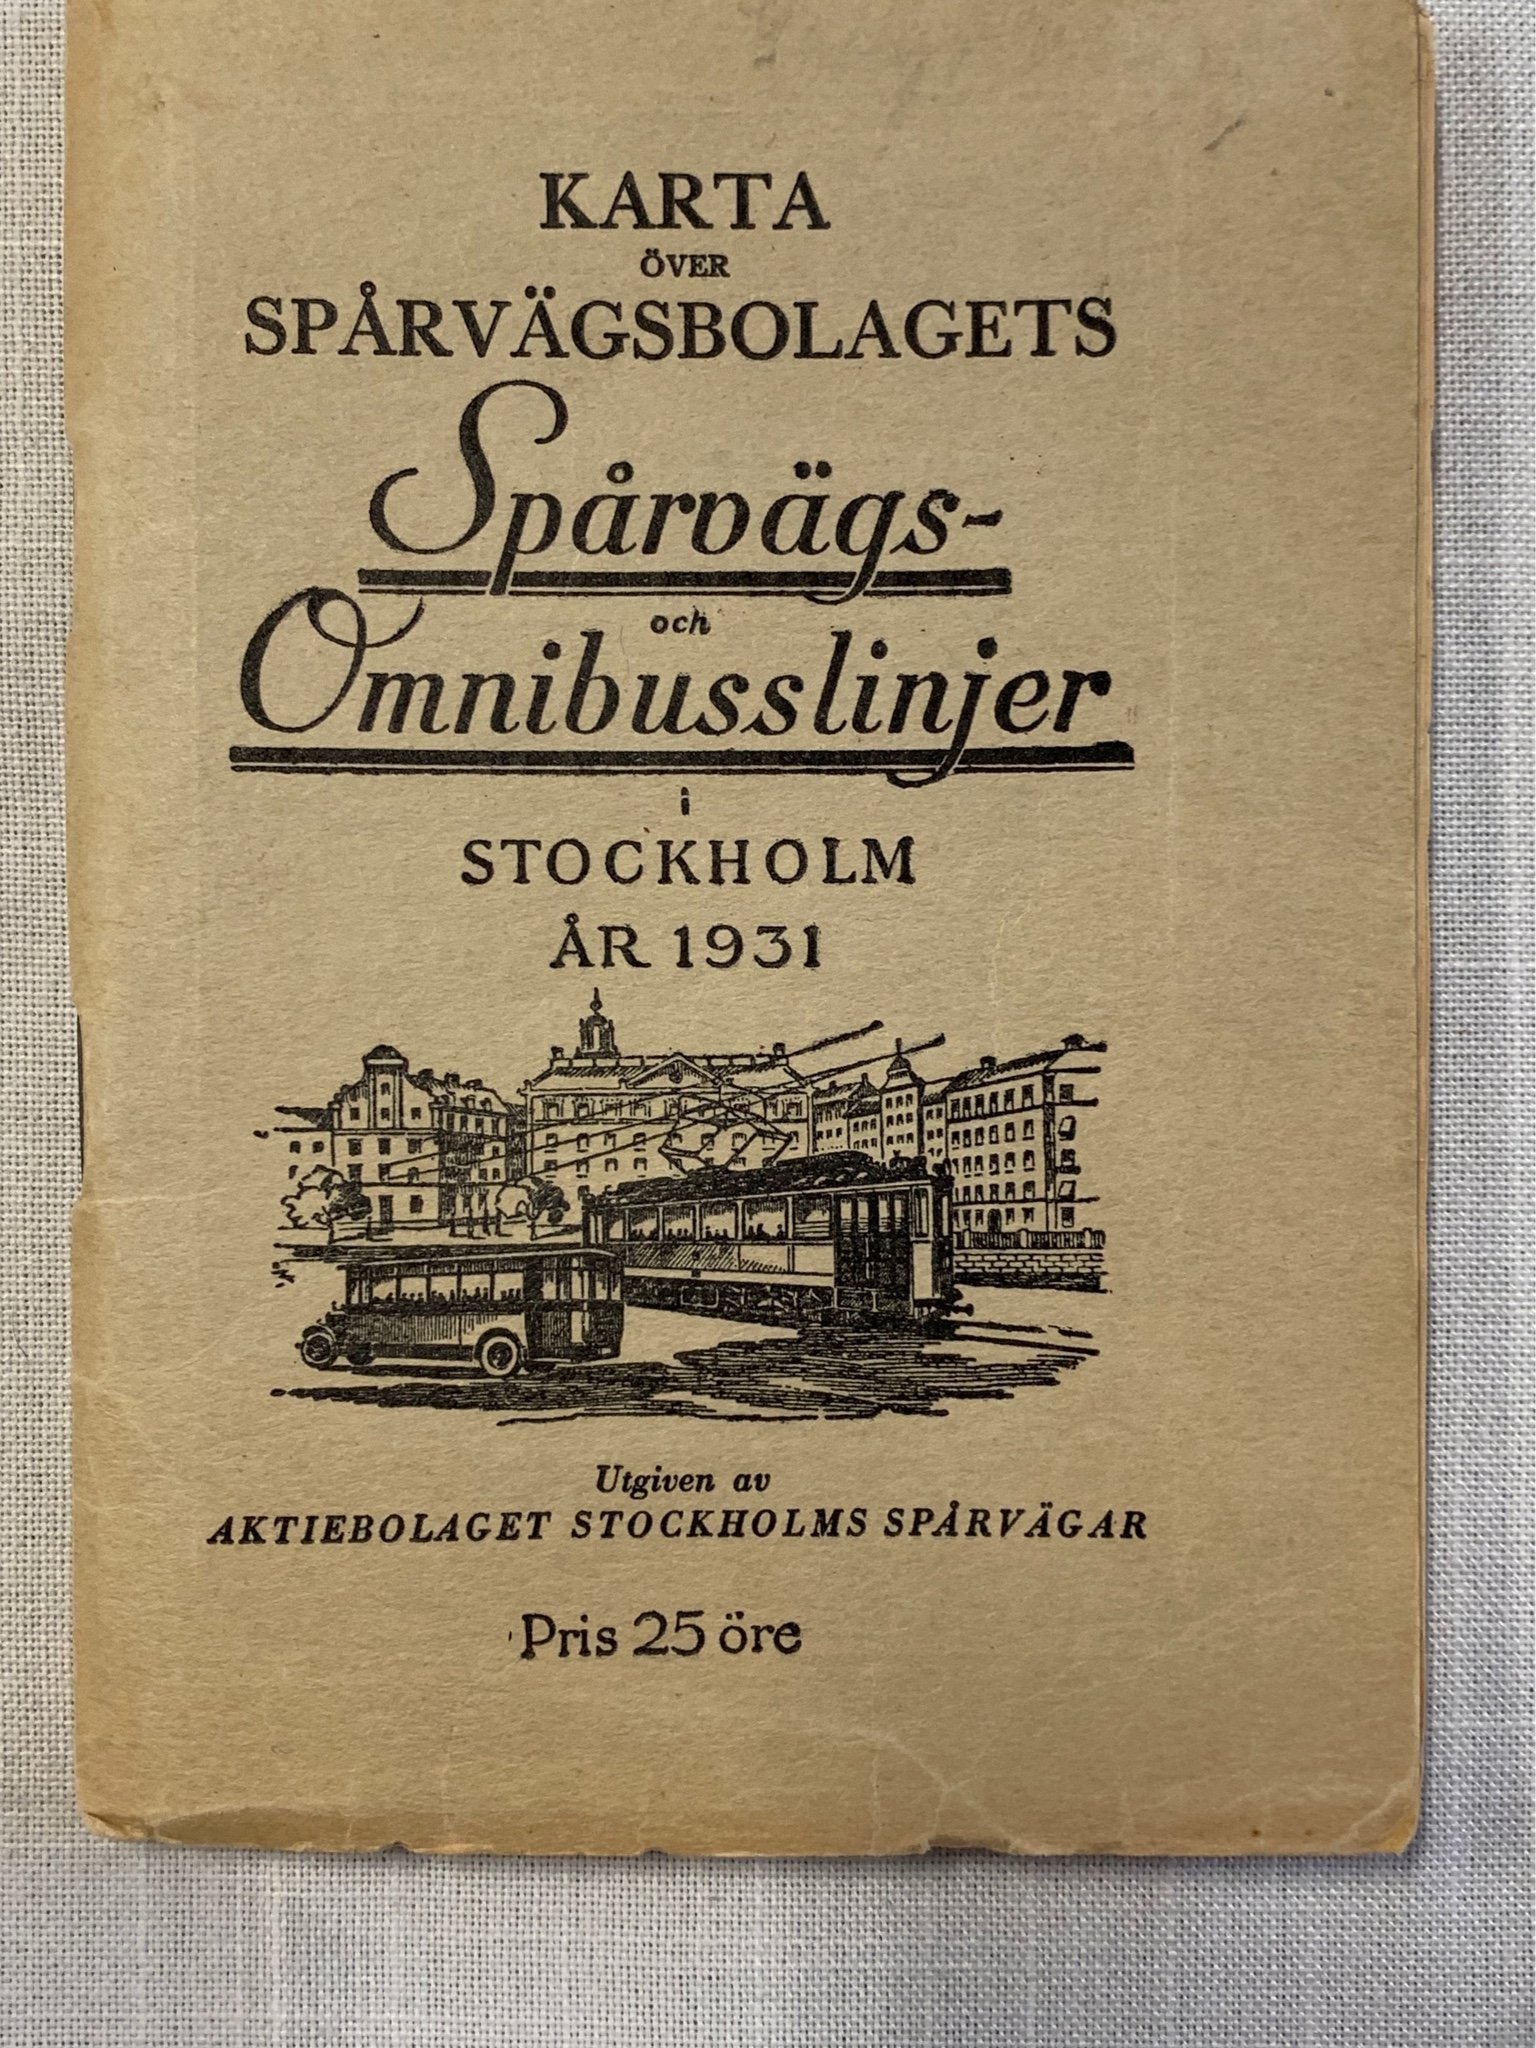 KARTA
ÖVER
SPÅRVÄGSBOLAGETS
Spårvägs-
och
Omnibusslinjer
i
STOCKHOLM
ÅR 1931
Utgiven av
AKTIEBOLAGET STOCKHOLMS SPÅRVÄGAR
Pris 25 öre